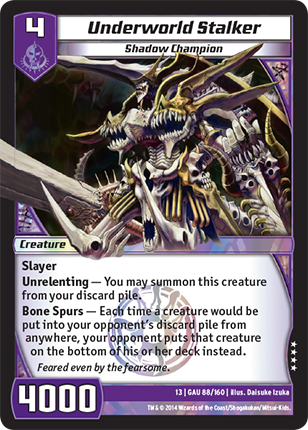 4
Underworld Stalker
Shadow Champion
Creature
Slayer
Unrelenting — You may summon this creature
from your discard pile.
Bone Spurs — Each time a creature would be
put into your opponent's discard pile from
anywhere, your opponent puts that creature
on the bottom of his or her deck instead.
Feared even by the fearsome.
13 | GAU 88/160 | Illus. Daisuke Izuka
4000
TM & © 2014 Wizards of the Coast/Shogakukan/Mitsui-Kids.